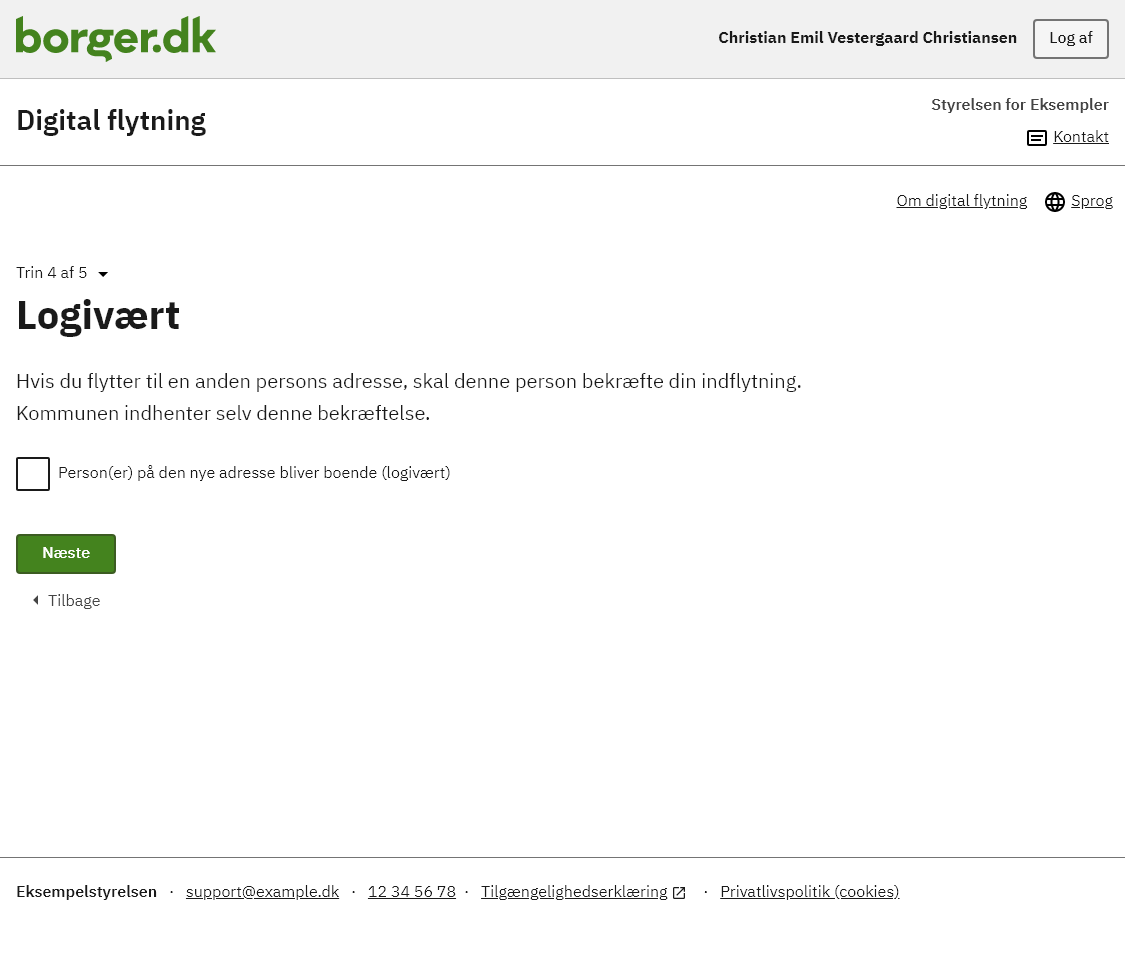 borger.dk
Christian Emil Vestergaard Christiansen
Log af
Digital flytning
Styrelsen for Eksempler
Kontakt
Om digital flytning
Sprog
Trin 4 af 5
Logivært
Hvis du flytter til en anden persons adresse, skal denne person bekræfte din indflytning.
Kommunen indhenter selv denne bekræftelse.
Person(er) på den nye adresse bliver boende (logivært)
Næste
Tilbage
Eksempelstyrelsen · support@example.dk · 12 34 56 78 · Tilgængelighedserklæring · Privatlivspolitik (cookies)